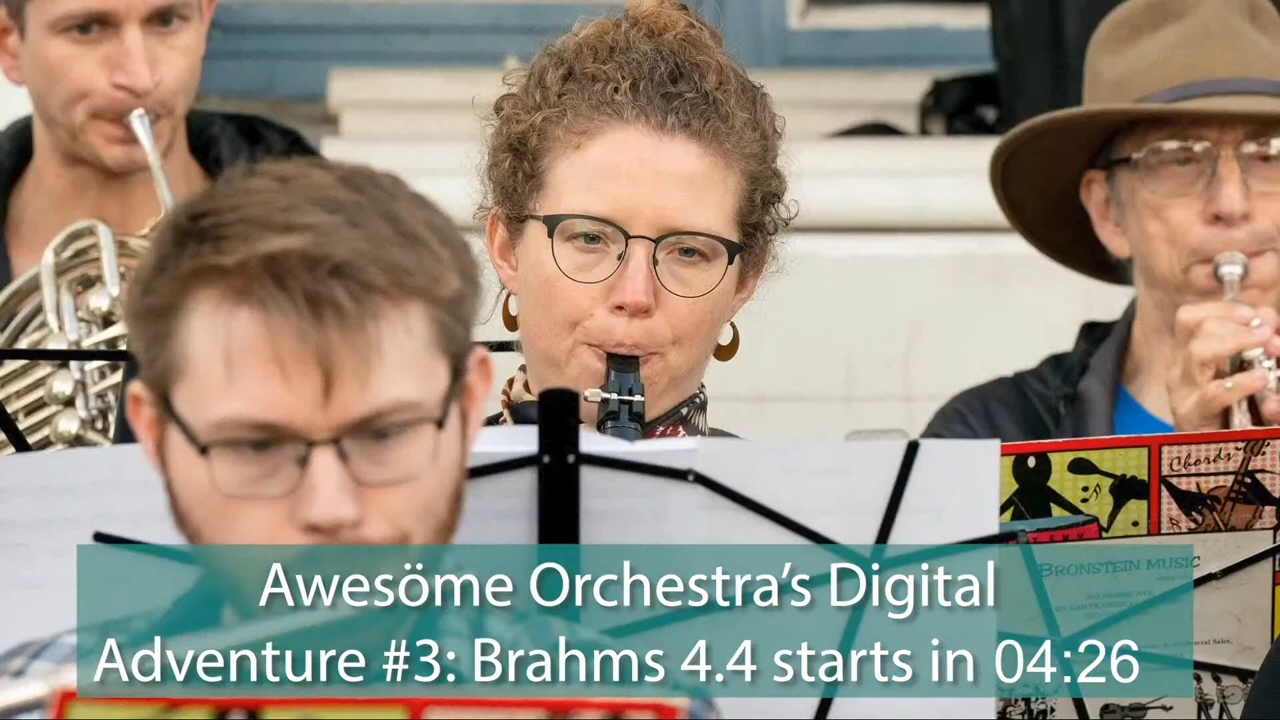 Chords
BRONSTEIN MUSIC
Awesöme Orchestra's Digital
Adventure #3: Brahms 4.4 starts in 04:26